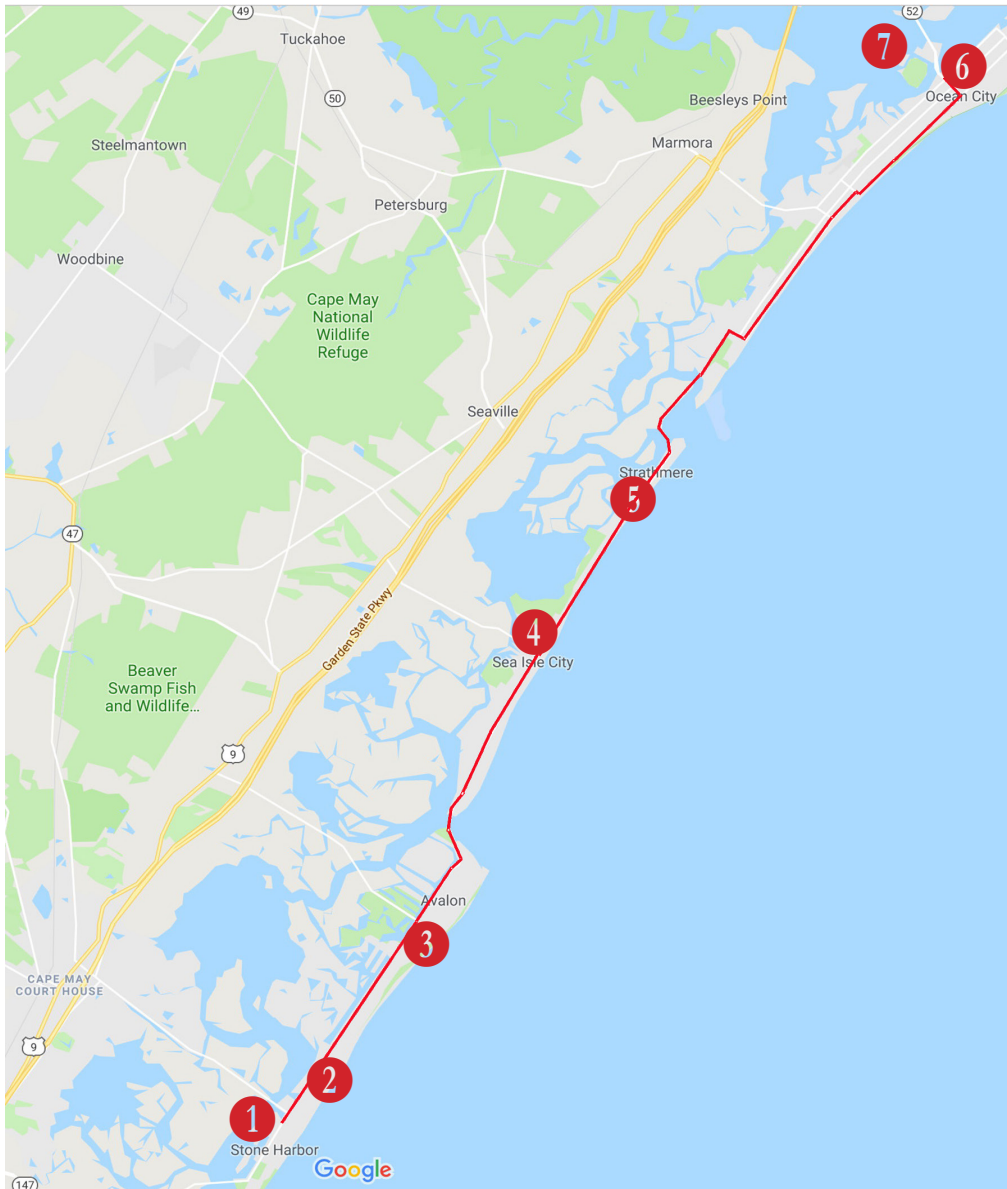 49
52
Tuckahoe
7
6
50
Beesleys Point
Ocean City
Steelmantown
Marmora
Petersburg
Woodbine
Cape May
National
Wildlife
Refuge
Seaville
Strathmere
5
47
Garden State Pkwy
4
Sea Isle City
Beaver
Swamp Fish
and Wildlife...
9
Avalon
3
CAPE MAY
COURT HOUSE
9
2
1
Stone Harbor
Google
147